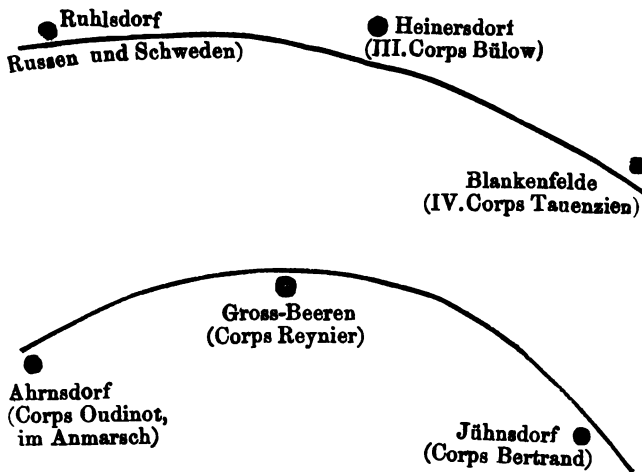 Ruhlsdorf
Russen und Schweden)
Heinersdort
(III. Corps Bülow)
Blankenfelde
(IV. Corps Tauenzien)
Gross-Beeren
(Corps Reynier)
Ahrnsdorf
(Corps Oudinot,
im Anmarsch)
Jühnsdorf
(Corps Bertrand)